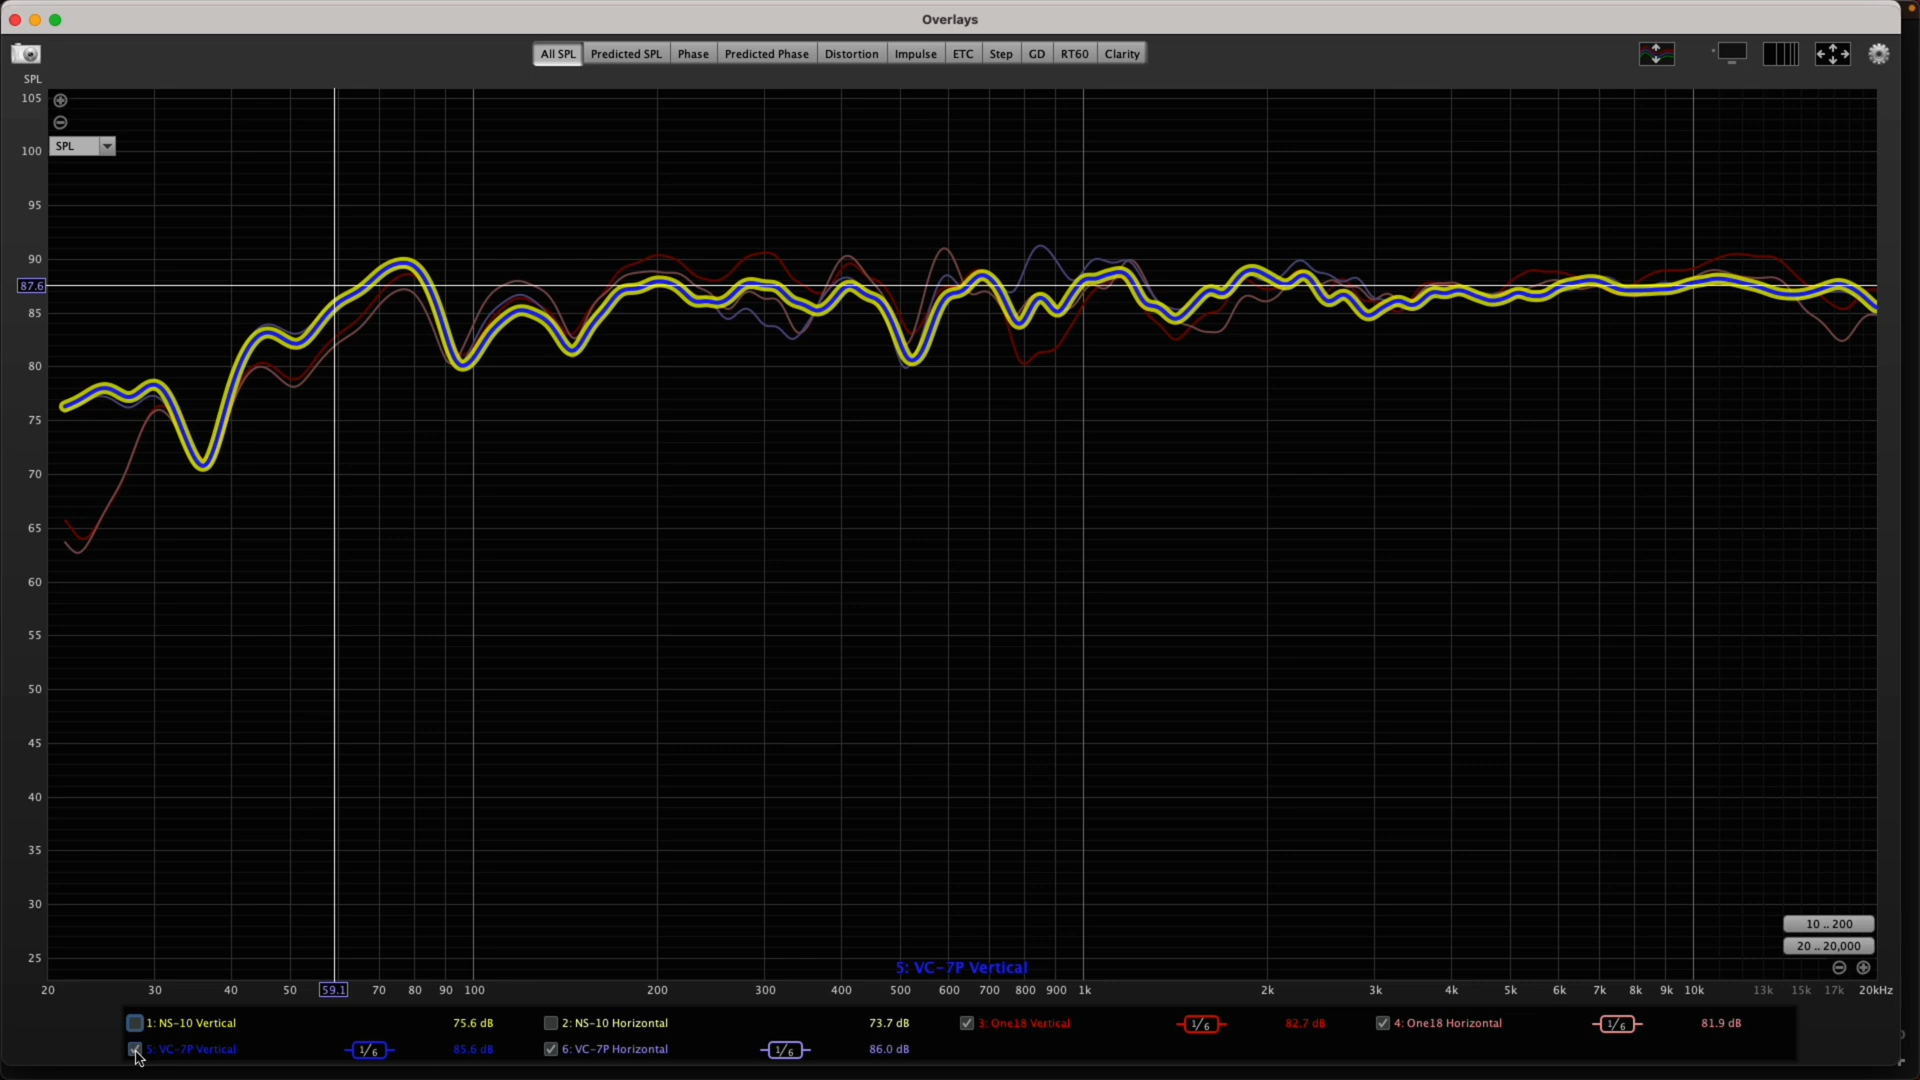 Overlays
All SPL Predicted SPL Phase Predicted Phase Distortion Impulse ETC Step GD RT60 Clarity
SPL
105
100 SPL
95
90
87.6
85
80
75
70
65
60
55
50
45
40
35
30
25
10 .. 200
20 .. 20,000
5: VC-7P Vertical
20 30 40 50 59.1 70 80 90 100 200 300 400 500 600 700 800 900 1k 2k 3k 4k 5k 6k 7k 8k 9k 10k 13k 15k 17k 20kHz
1: NS-10 Vertical 75.6 dB 2: NS-10 Horizontal 73.7 dB 3: One18 Vertical 1/6 82.7 dB 4: One18 Horizontal 1/6 81.9 dB
5: VC-7P Vertical 1/6 85.6 dB 6: VC-7P Horizontal 1/6 86.0 dB